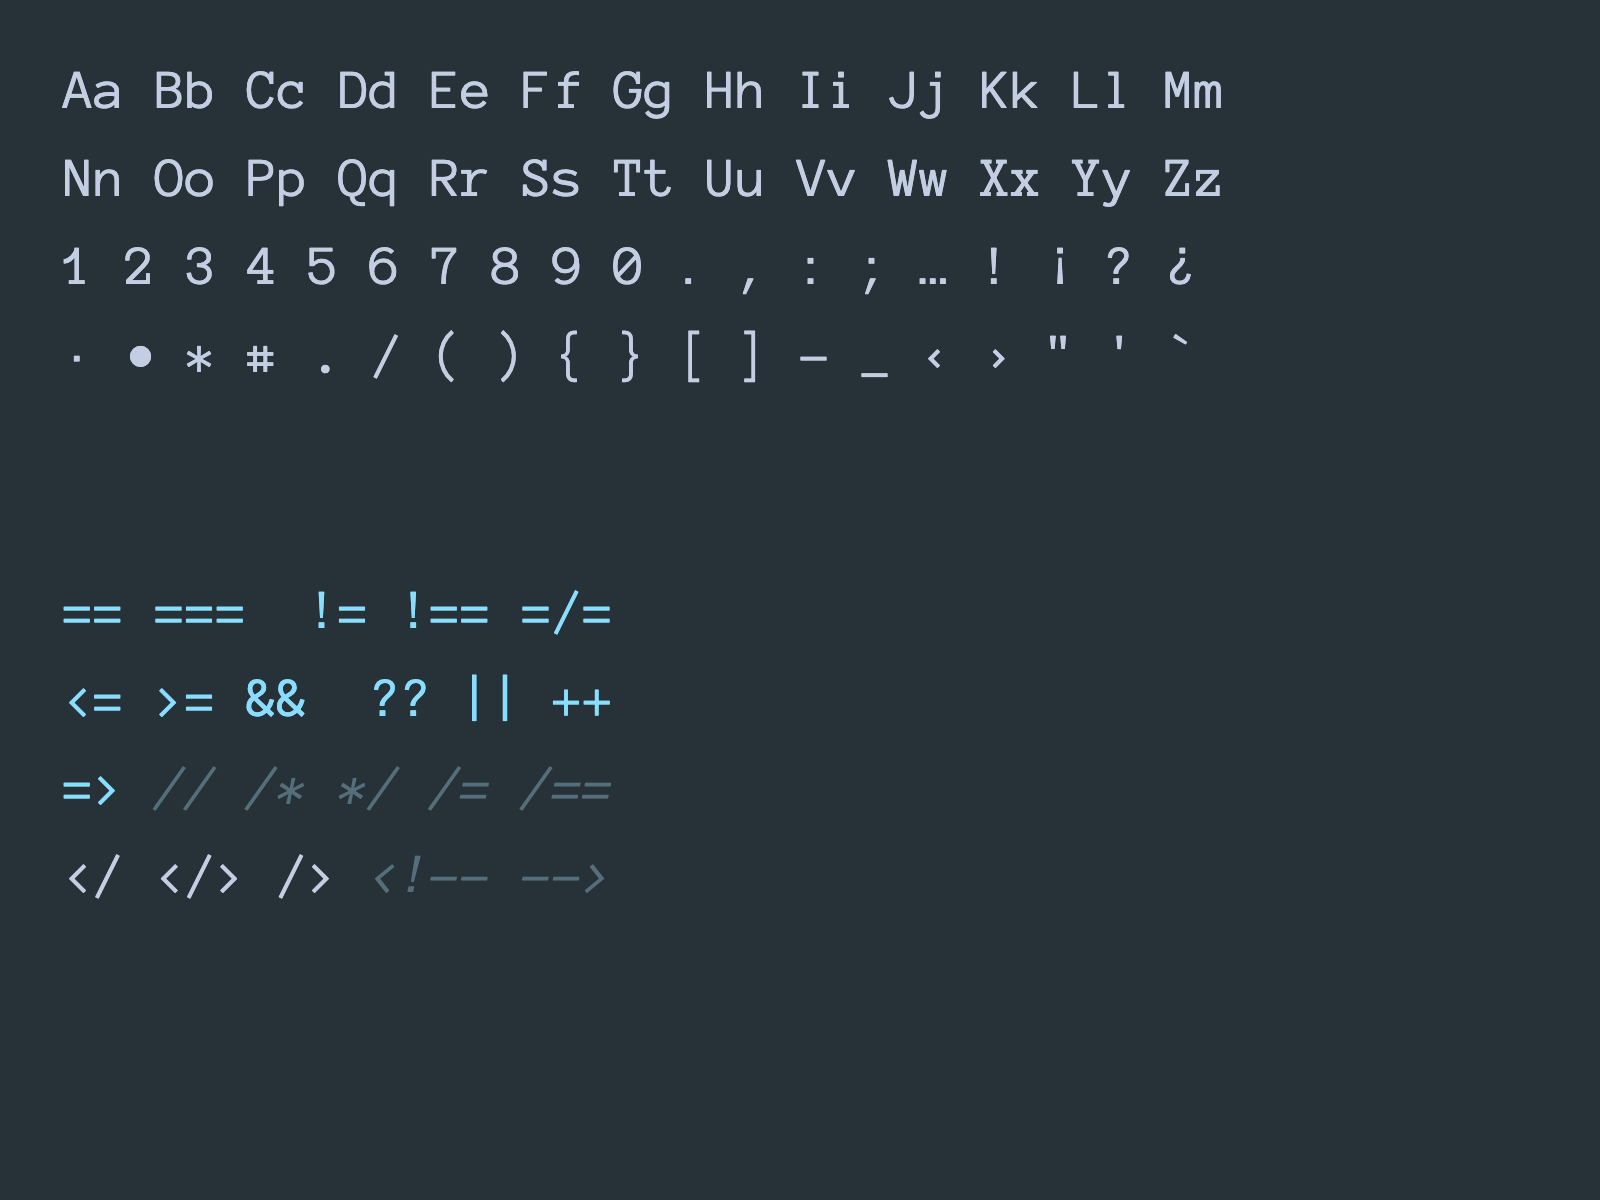 Aa Bb Cc Dd Ee Ff Gg Hh Ii Jj Kk Ll Mm
Nn Oo Pp Qq Rr Ss Tt Uu Vv Ww Xx Yy Zz
1 2 3 4 5 6 7 8 9 0 . , : ; … ! ¡ ? ¿
· • * # . / ( ) { } [ ] - _ ‹ › " ' `
== === != !== =/=
<= >= && ?? || ++
=> // /* */ /= /==
</ </> /> <!-- -->